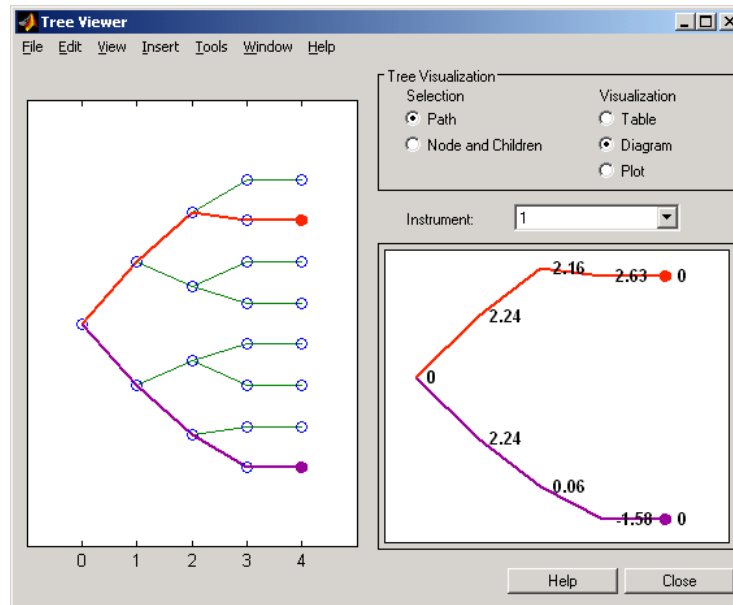 Tree Viewer
File Edit View Insert Tools Window Help
Tree Visualization
Selection Visualization
Path Table
Node and Children Diagram
Plot
Instrument: 1
2.16
2.63 0
2.24
0
2.24
0.06
-1.58 0
0 1 2 3 4
Help Close